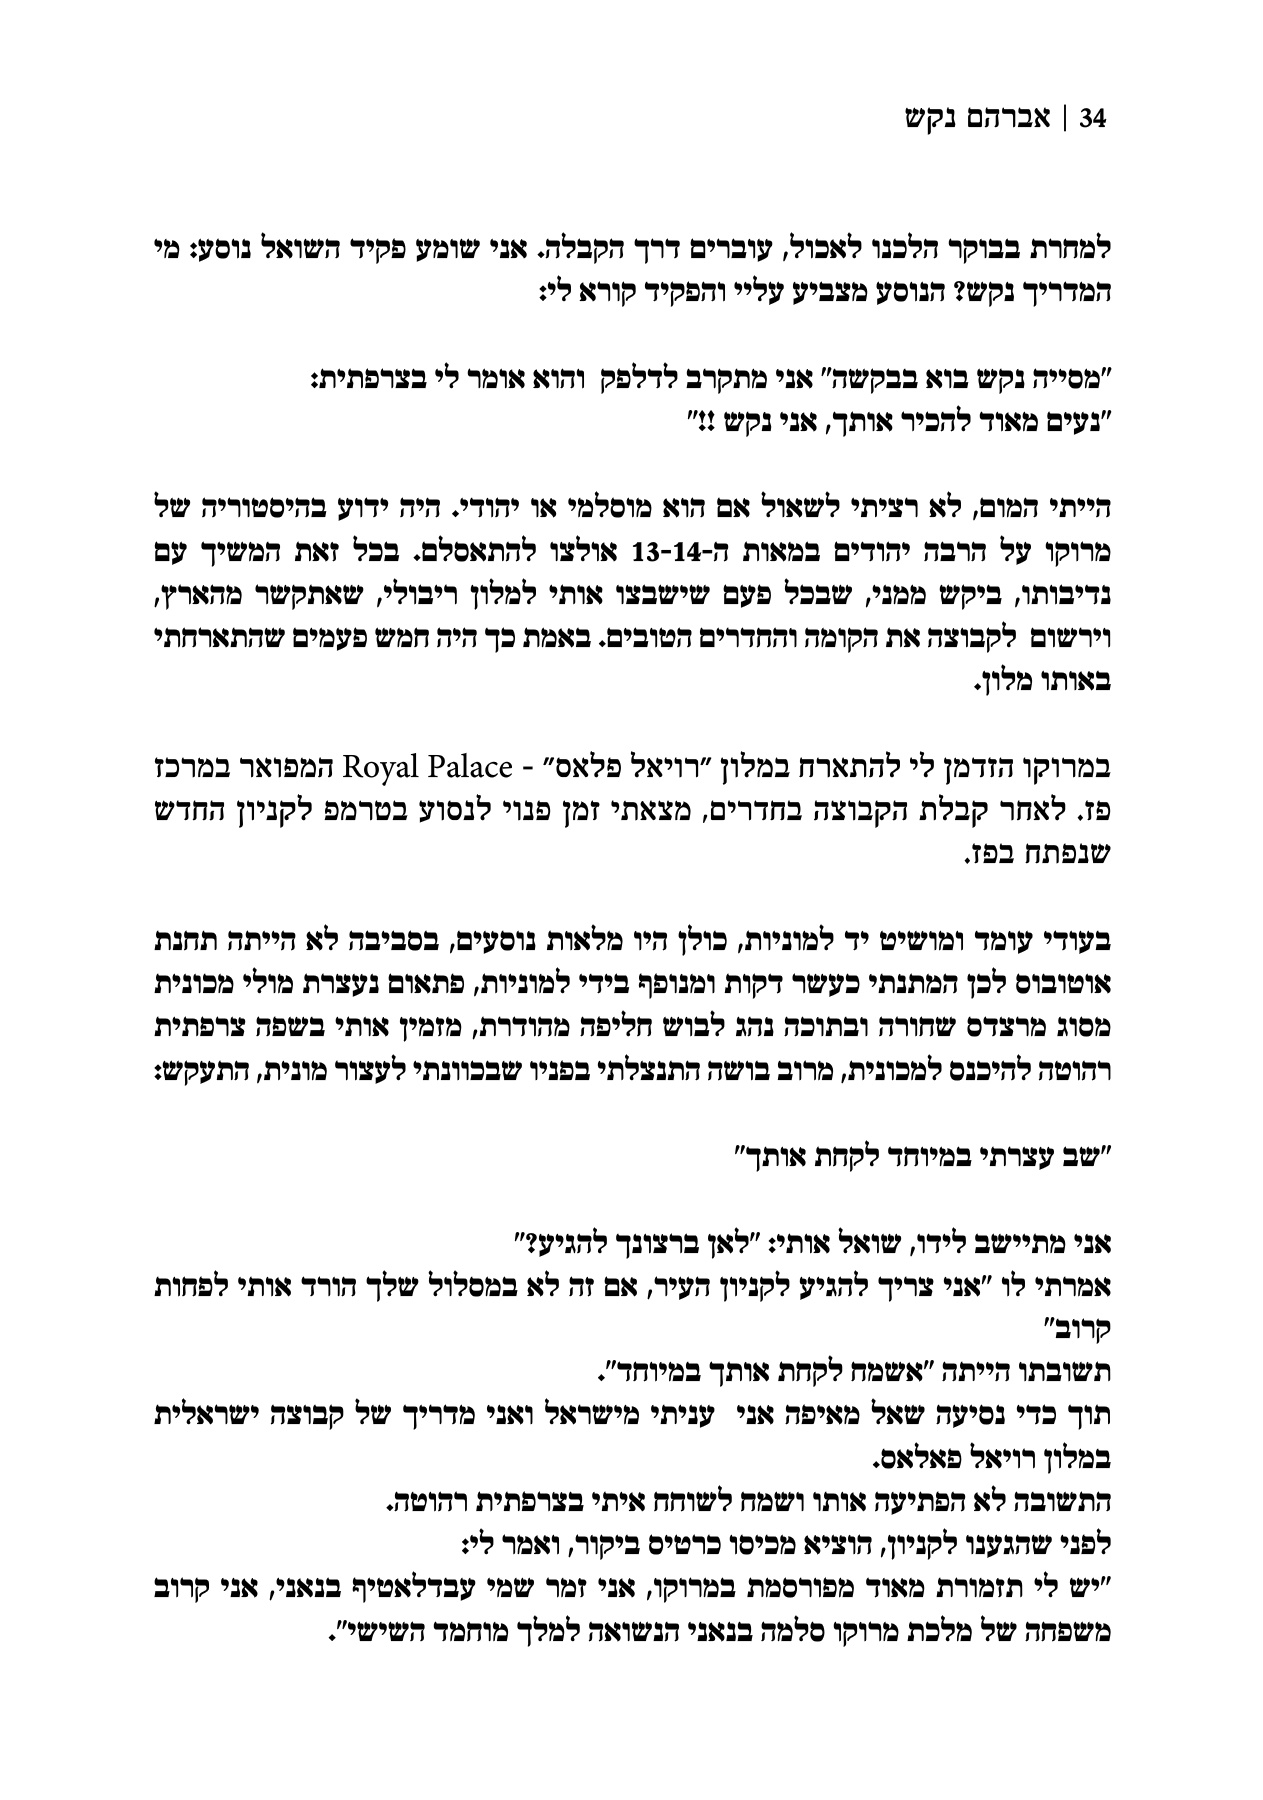 34 | אברהם נקש
למחרת בבוקר הלכנו לאכול, עוברים דרך הקבלה. אני שומע פקיד השואל נוסע: מי
המדריך נקש? הנוסע מצביע עליי והפקיד קורא לי:
"מסייה נקש בוא בבקשה" אני מתקרב לדלפק והוא אומר לי בצרפתית:
"נעים מאוד להכיר אותך, אני נקש !!"
הייתי המום, לא רציתי לשאול אם הוא מוסלמי או יהודי. היה ידוע בהיסטוריה של
מרוקו על הרבה יהודים במאות ה-13-14 אולצו להתאסלם. בכל זאת המשיך עם
נדיבותו, ביקש ממני, שבכל פעם שישבצו אותי למלון ריבולי, שאתקשר מהארץ,
וירשום לקבוצה את הקומה והחדרים הטובים. באמת כך היה חמש פעמים שהתארחתי
באותו מלון.
במרוקו הזדמן לי להתארח במלון "רויאל פלאס" - Royal Palace המפואר במרכז
פז. לאחר קבלת הקבוצה בחדרים, מצאתי זמן פנוי לנסוע בטרמפ לקניון החדש
שנפתח בפז.
בעודי עומד ומושיט יד למוניות, כולן היו מלאות נוסעים, בסביבה לא הייתה תחנת
אוטובוס לכן המתנתי כעשר דקות ומנופף בידי למוניות, פתאום נעצרת מולי מכונית
מסוג מרצדס שחורה ובתוכה נהג לבוש חליפה מהודרת, מזמין אותי בשפה צרפתית
רהוטה להיכנס למכונית, מרוב בושה התנצלתי בפניו שבכוונתי לעצור מונית, התעקש:
"שב עצרתי במיוחד לקחת אותך"
אני מתיישב לידו, שואל אותי: "לאן ברצונך להגיע?"
אמרתי לו "אני צריך להגיע לקניון העיר, אם זה לא במסלול שלך הורד אותי לפחות
קרוב"
תשובתו הייתה "אשמח לקחת אותך במיוחד".
תוך כדי נסיעה שאל מאיפה אני עניתי מישראל ואני מדריך של קבוצה ישראלית
במלון רויאל פאלאס.
התשובה לא הפתיעה אותו ושמח לשוחח איתי בצרפתית רהוטה.
לפני שהגענו לקניון, הוציא מכיסו כרטיס ביקור, ואמר לי:
"יש לי תזמורת מאוד מפורסמת במרוקו, אני זמר שמי עבדלאטיף בנאני, אני קרוב
משפחה של מלכת מרוקו סלמה בנאני הנשואה למלך מוחמד השישי".